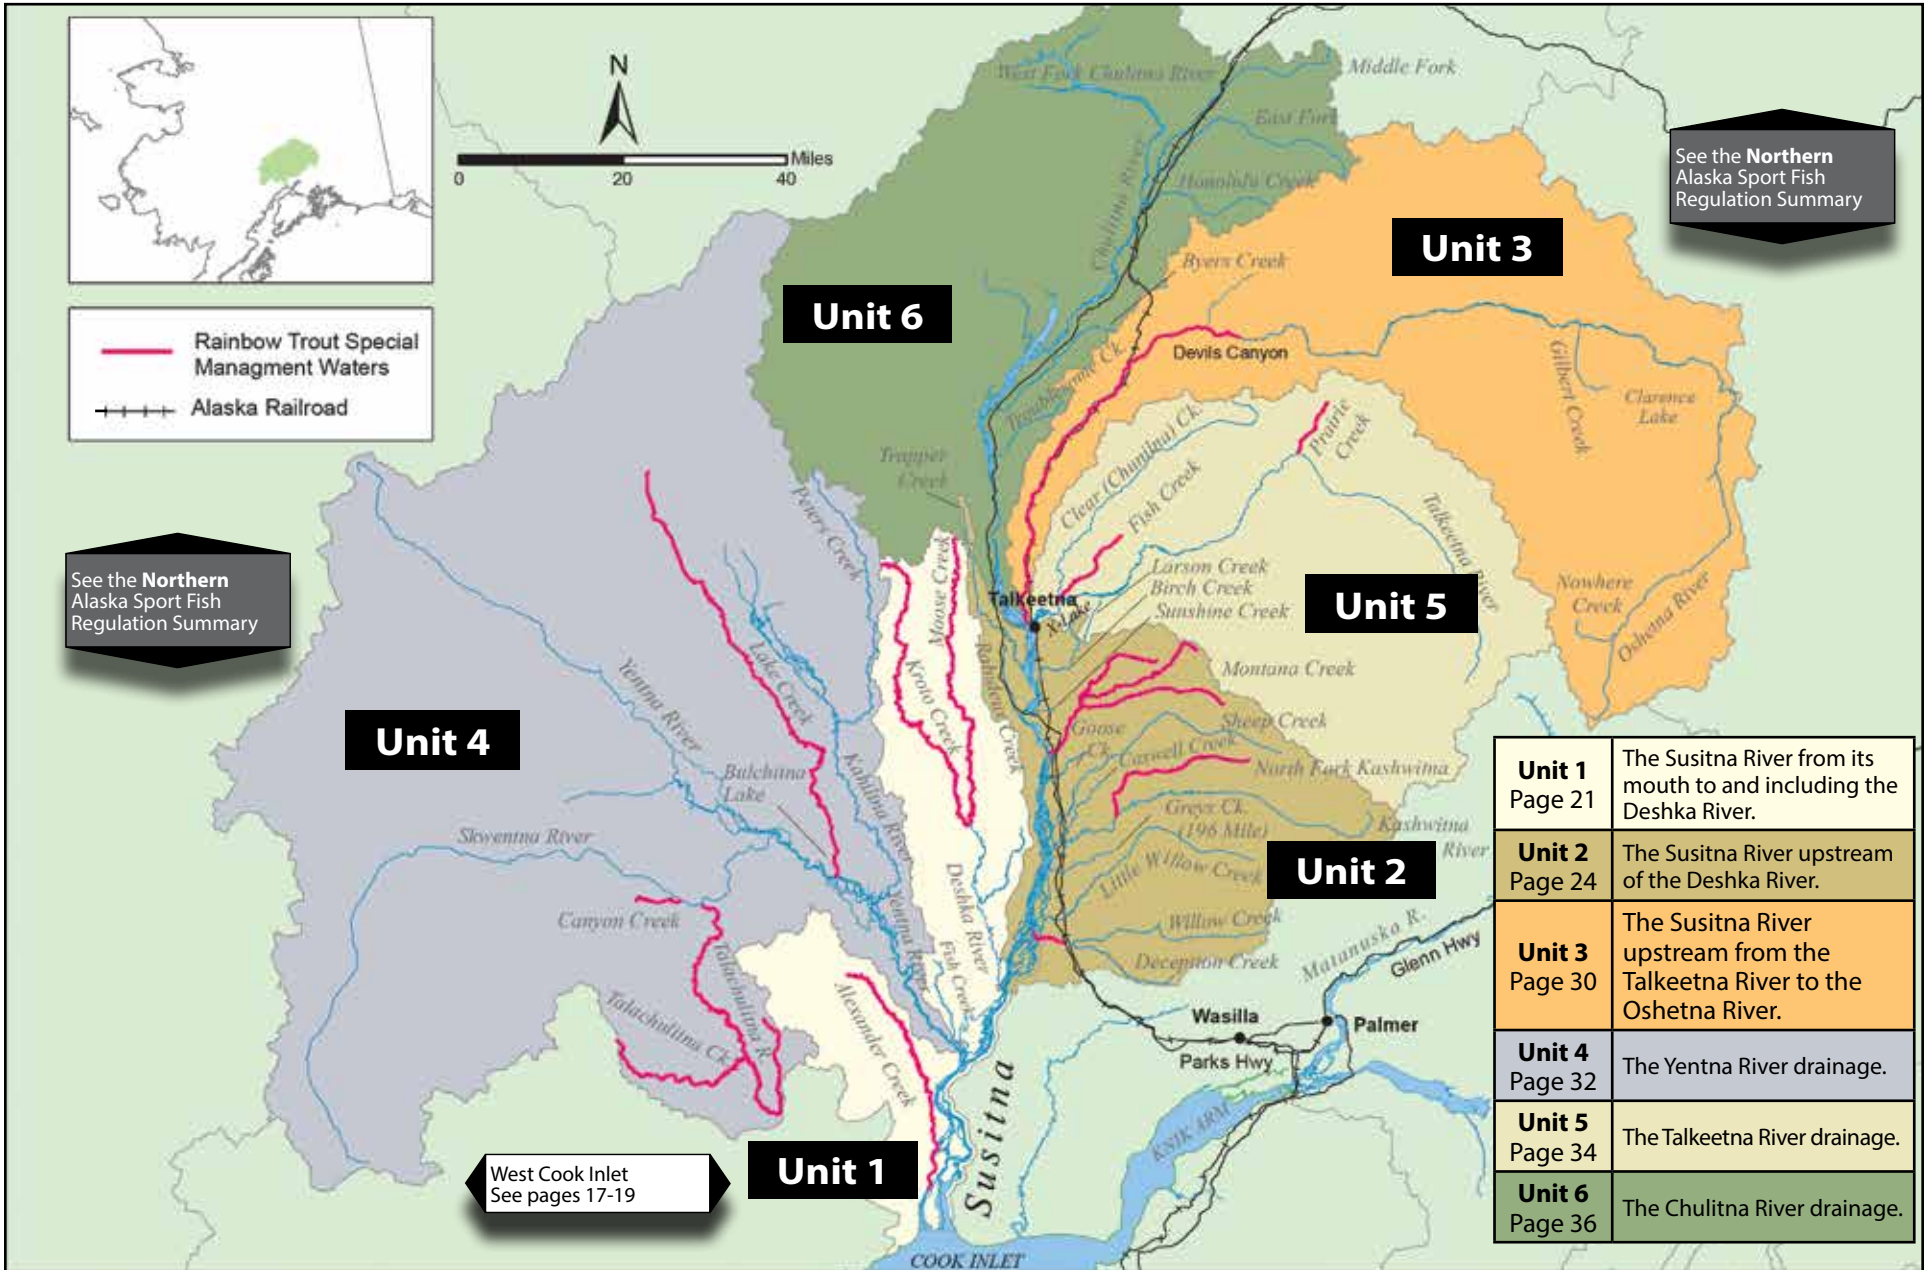 West Fork Chulitna River
Middle Fork
East Fork
N
Miles
0
20
40
See the Northern
Alaska Sport Fish
Regulation Summary
Chulitna River
Honolulu Creek
Unit 3
Byers Creek
Unit 6
Rainbow Trout Special
Managment Waters
Alaska Railroad
Devils Canyon
Troublesome Ck.
Gilbert Creek
Clarence
Lake
Prairie
Creek
Clear (Chunilna) Ck.
Trapper
Creek
Fish Creek
Peters Creek
Talkeetna River
See the Northern
Alaska Sport Fish
Regulation Summary
Larson Creek
Birch Creek
Sunshine Creek
Talkeetna
X-Lake
Unit 5
Nowhere
Creek
Oshetna River
Moose Creek
Kroto Creek
Rabideux Creek
Lake Creek
Yentna River
Montana Creek
Unit 4
Goose
Ck.
Sheep Creek
Caswell Creek
North Fork Kashwitna
Bulchitna
Lake
Kahiltna River
Greys Ck.
(196 Mile)
Kashwitna
River
Skwentna River
Little Willow Creek
Unit 2
Deshka River
Yentna River
Fish Creek
Canyon Creek
Willow Creek
Deception Creek
Matanuska R.
Glenn Hwy
Talachulitna R.
Talachulitna Ck.
Alexander Creek
Wasilla
Palmer
Parks Hwy
Susitna
KNIK ARM
West Cook Inlet
See pages 17-19
Unit 1
COOK INLET
Unit 1
Page 21
The Susitna River from its
mouth to and including the
Deshka River.
Unit 2
Page 24
The Susitna River upstream
of the Deshka River.
Unit 3
Page 30
The Susitna River
upstream from the
Talkeetna River to the
Oshetna River.
Unit 4
Page 32
The Yentna River drainage.
Unit 5
Page 34
The Talkeetna River drainage.
Unit 6
Page 36
The Chulitna River drainage.